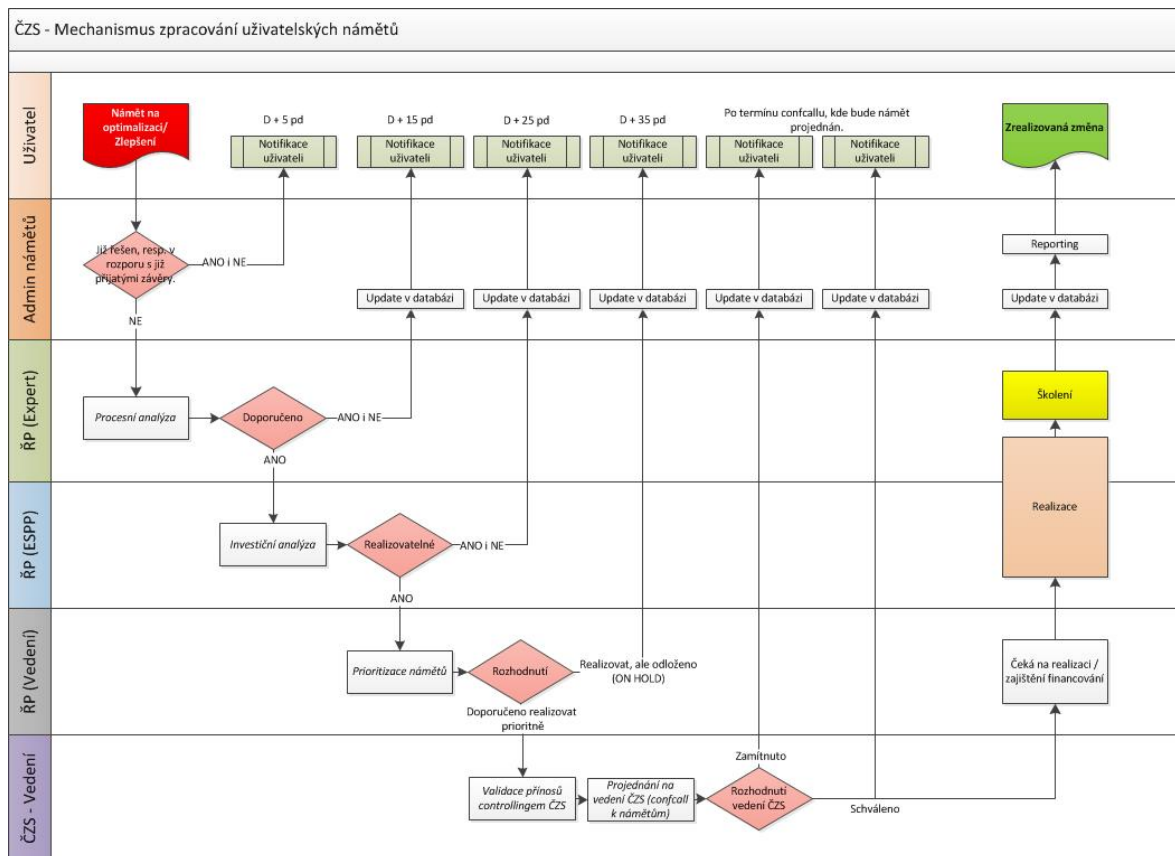 ČZS - Mechanismus zpracování uživatelských námětů
Uživatel
Námět na
optimalizaci/
Zlepšení
D + 5 pd
Notifikace
uživateli
D + 15 pd
Notifikace
uživateli
D + 25 pd
Notifikace
uživateli
D + 35 pd
Notifikace
uživateli
Po termínu confcallu, kde bude námět
projednán.
Notifikace
uživateli
Notifikace
uživateli
Zrealizovaná změna
Admin námětů
Již řešen, resp. v
rozporu s již
přijatými závěry.
ANO i NE
NE
Update v databázi
Update v databázi
Update v databázi
Update v databázi
Update v databázi
Reporting
Update v databázi
ŘP (Expert)
Procesní analýza
Doporučeno
ANO i NE
ANO
Školení
ŘP (ESPP)
Investiční analýza
Realizovatelné
ANO i NE
ANO
Realizace
ŘP (Vedení)
Prioritizace námětů
Rozhodnutí
Realizovat, ale odloženo
(ON HOLD)
Doporučeno realizovat
prioritně
Čeká na realizaci /
zajištění financování
ČZS - Vedení
Validace přínosů
controllingem ČZS
Projednání na
vedení ČZS (confcall
k námětům)
Zamítnuto
Rozhodnutí
vedení ČZS
Schváleno